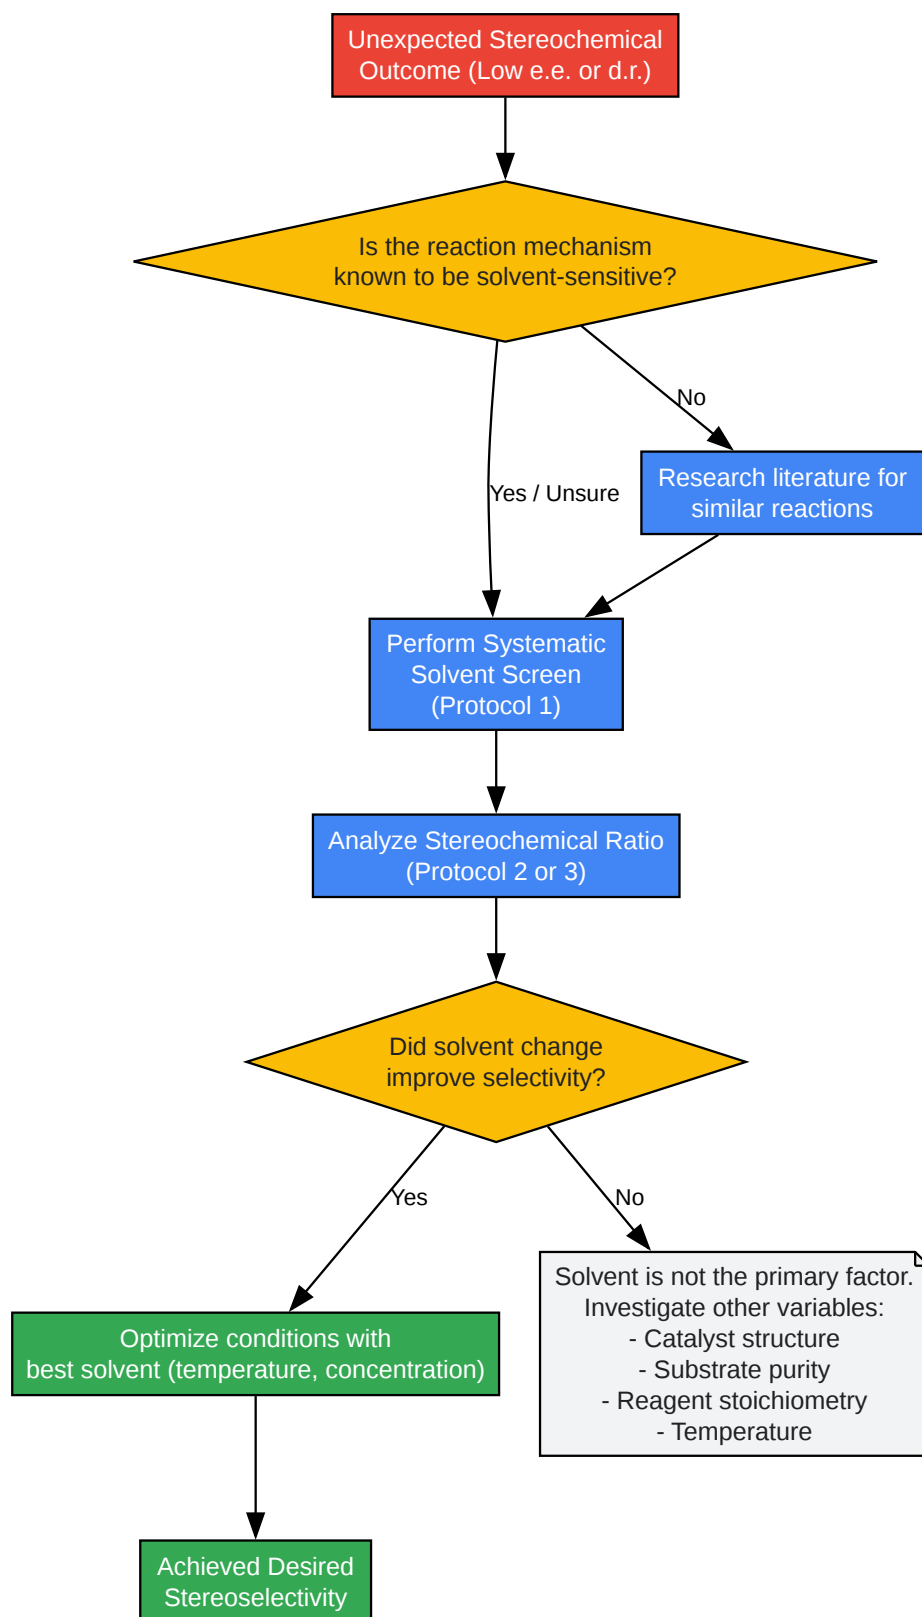 Unexpected Stereochemical
Outcome (Low e.e. or d.r.)
Is the reaction mechanism
known to be solvent-sensitive?
No
Research literature for
similar reactions
Yes / Unsure
Perform Systematic
Solvent Screen
(Protocol 1)
Analyze Stereochemical Ratio
(Protocol 2 or 3)
Did solvent change
improve selectivity?
Yes
No
Solvent is not the primary factor.
Investigate other variables:
- Catalyst structure
- Substrate purity
- Reagent stoichiometry
- Temperature
Optimize conditions with
best solvent (temperature, concentration)
Achieved Desired
Stereoselectivity